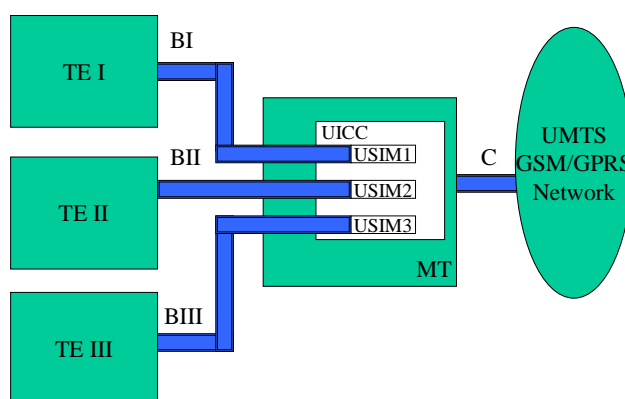 BI
TE I
UICC
USIM1
BII
USIM2
TE II
USIM3
MT
C
UMTS
GSM/GPRS
Network
BIII
TE III